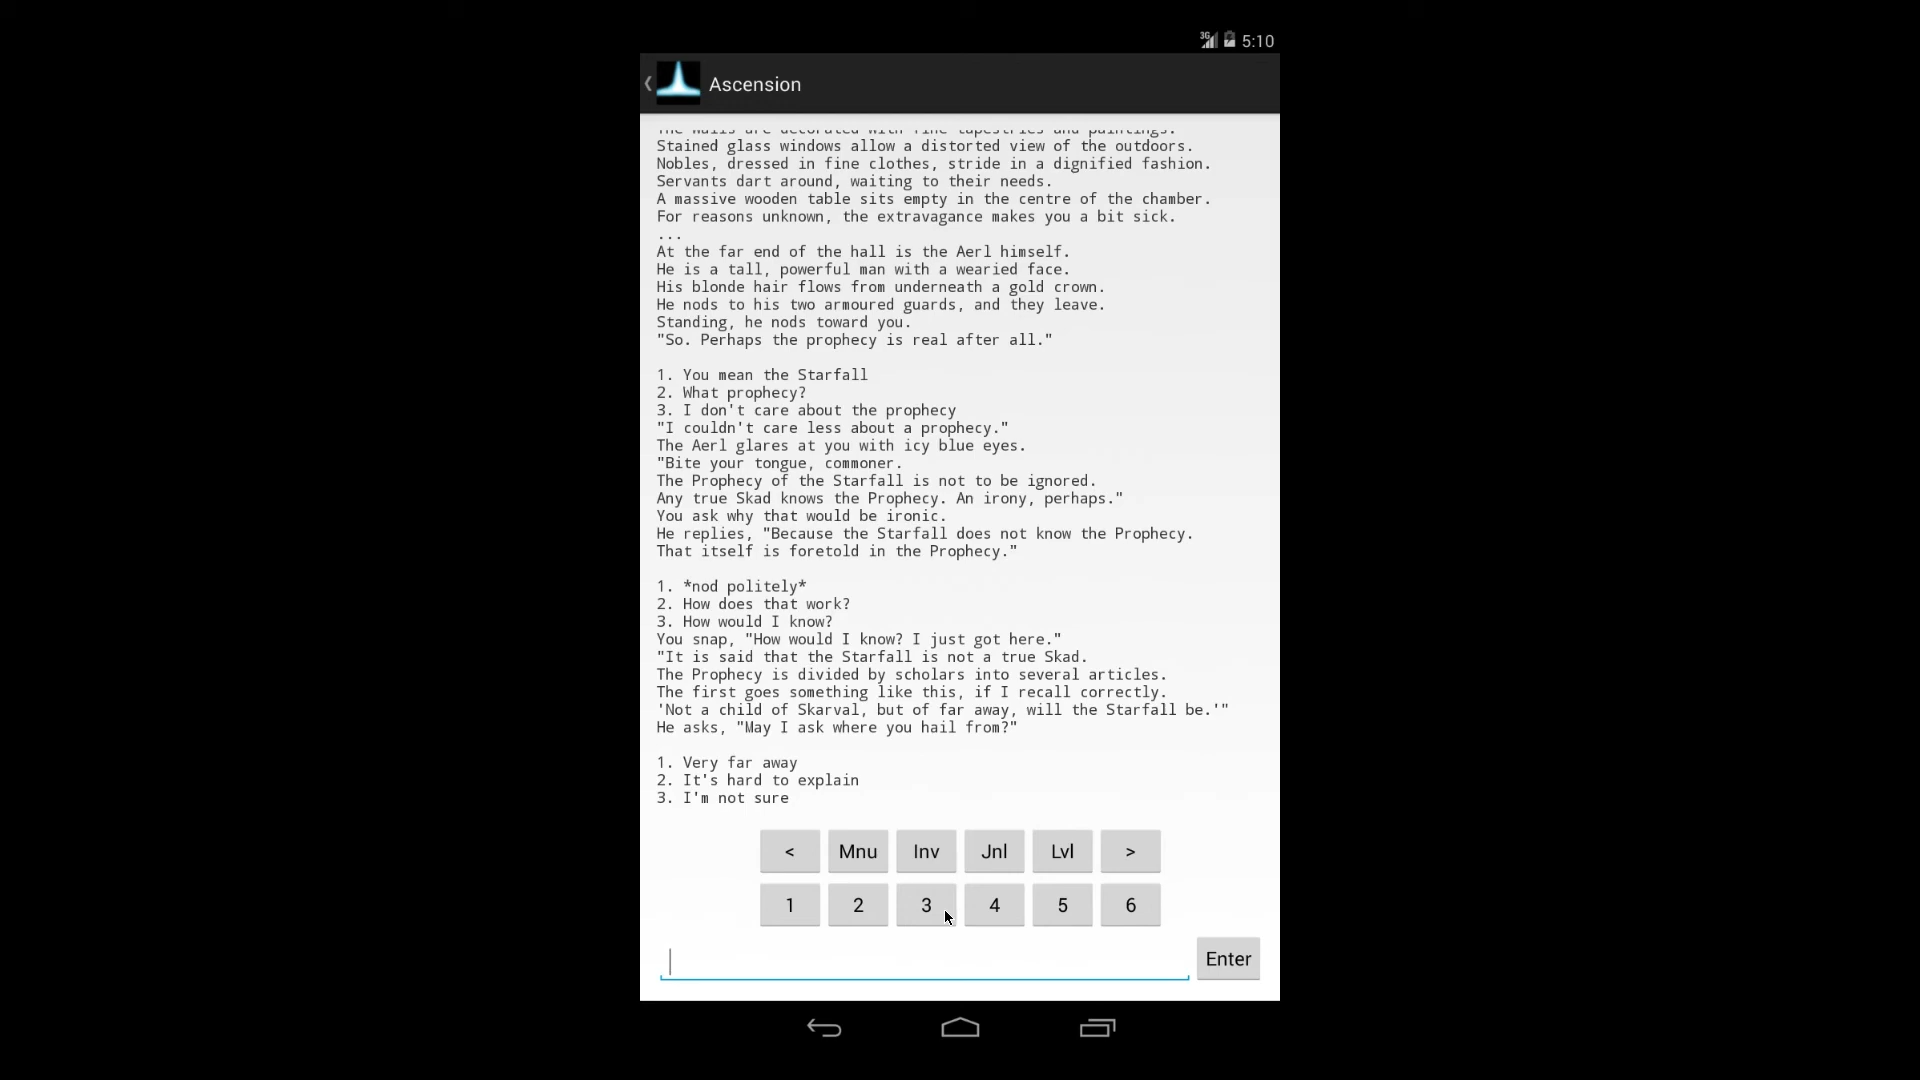 3G 5:10
Ascension
The walls are decorated with fine tapestries and paintings.
Stained glass windows allow a distorted view of the outdoors.
Nobles, dressed in fine clothes, stride in a dignified fashion.
Servants dart around, waiting to their needs.
A massive wooden table sits empty in the centre of the chamber.
For reasons unknown, the extravagance makes you a bit sick.
...
At the far end of the hall is the Aerl himself.
He is a tall, powerful man with a wearied face.
His blonde hair flows from underneath a gold crown.
He nods to his two armoured guards, and they leave.
Standing, he nods toward you.
"So. Perhaps the prophecy is real after all."
1. You mean the Starfall
2. What prophecy?
3. I don't care about the prophecy
"I couldn't care less about a prophecy."
The Aerl glares at you with icy blue eyes.
"Bite your tongue, commoner.
The Prophecy of the Starfall is not to be ignored.
Any true Skad knows the Prophecy. An irony, perhaps."
You ask why that would be ironic.
He replies, "Because the Starfall does not know the Prophecy.
That itself is foretold in the Prophecy."
1. *nod politely*
2. How does that work?
3. How would I know?
You snap, "How would I know? I just got here."
"It is said that the Starfall is not a true Skad.
The Prophecy is divided by scholars into several articles.
The first goes something like this, if I recall correctly.
'Not a child of Skarval, but of far away, will the Starfall be.'"
He asks, "May I ask where you hail from?"
1. Very far away
2. It's hard to explain
3. I'm not sure
< Mnu Inv Jnl Lvl >
1 2 3 4 5 6
Enter